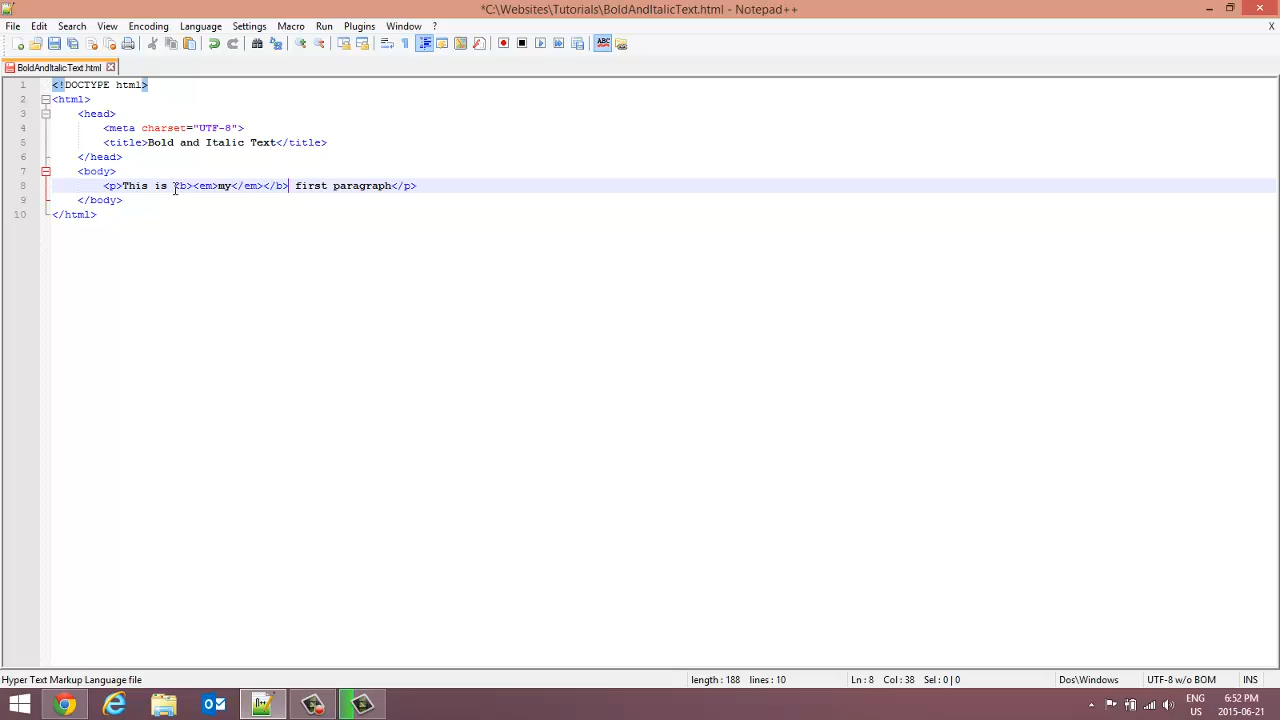 *C:\Websites\Tutorials\BoldAndItalicText.html - Notepad++
File Edit Search View Encoding Language Settings Macro Run Plugins Window ? X
BoldAndItalicText.html
1 <!DOCTYPE html>
2 <html>
3 <head>
4 <meta charset="UTF-8">
5 <title>Bold and Italic Text</title>
6 </head>
7 <body>
8 <p>This is <b><em>my</em></b> first paragraph</p>
9 </body>
10 </html>
Hyper Text Markup Language file length : 188 lines : 10 Ln : 8 Col : 38 Sel : 0 | 0 Dos\Windows UTF-8 w/o BOM INS
ENG 6:52 PM
US 2015-06-21